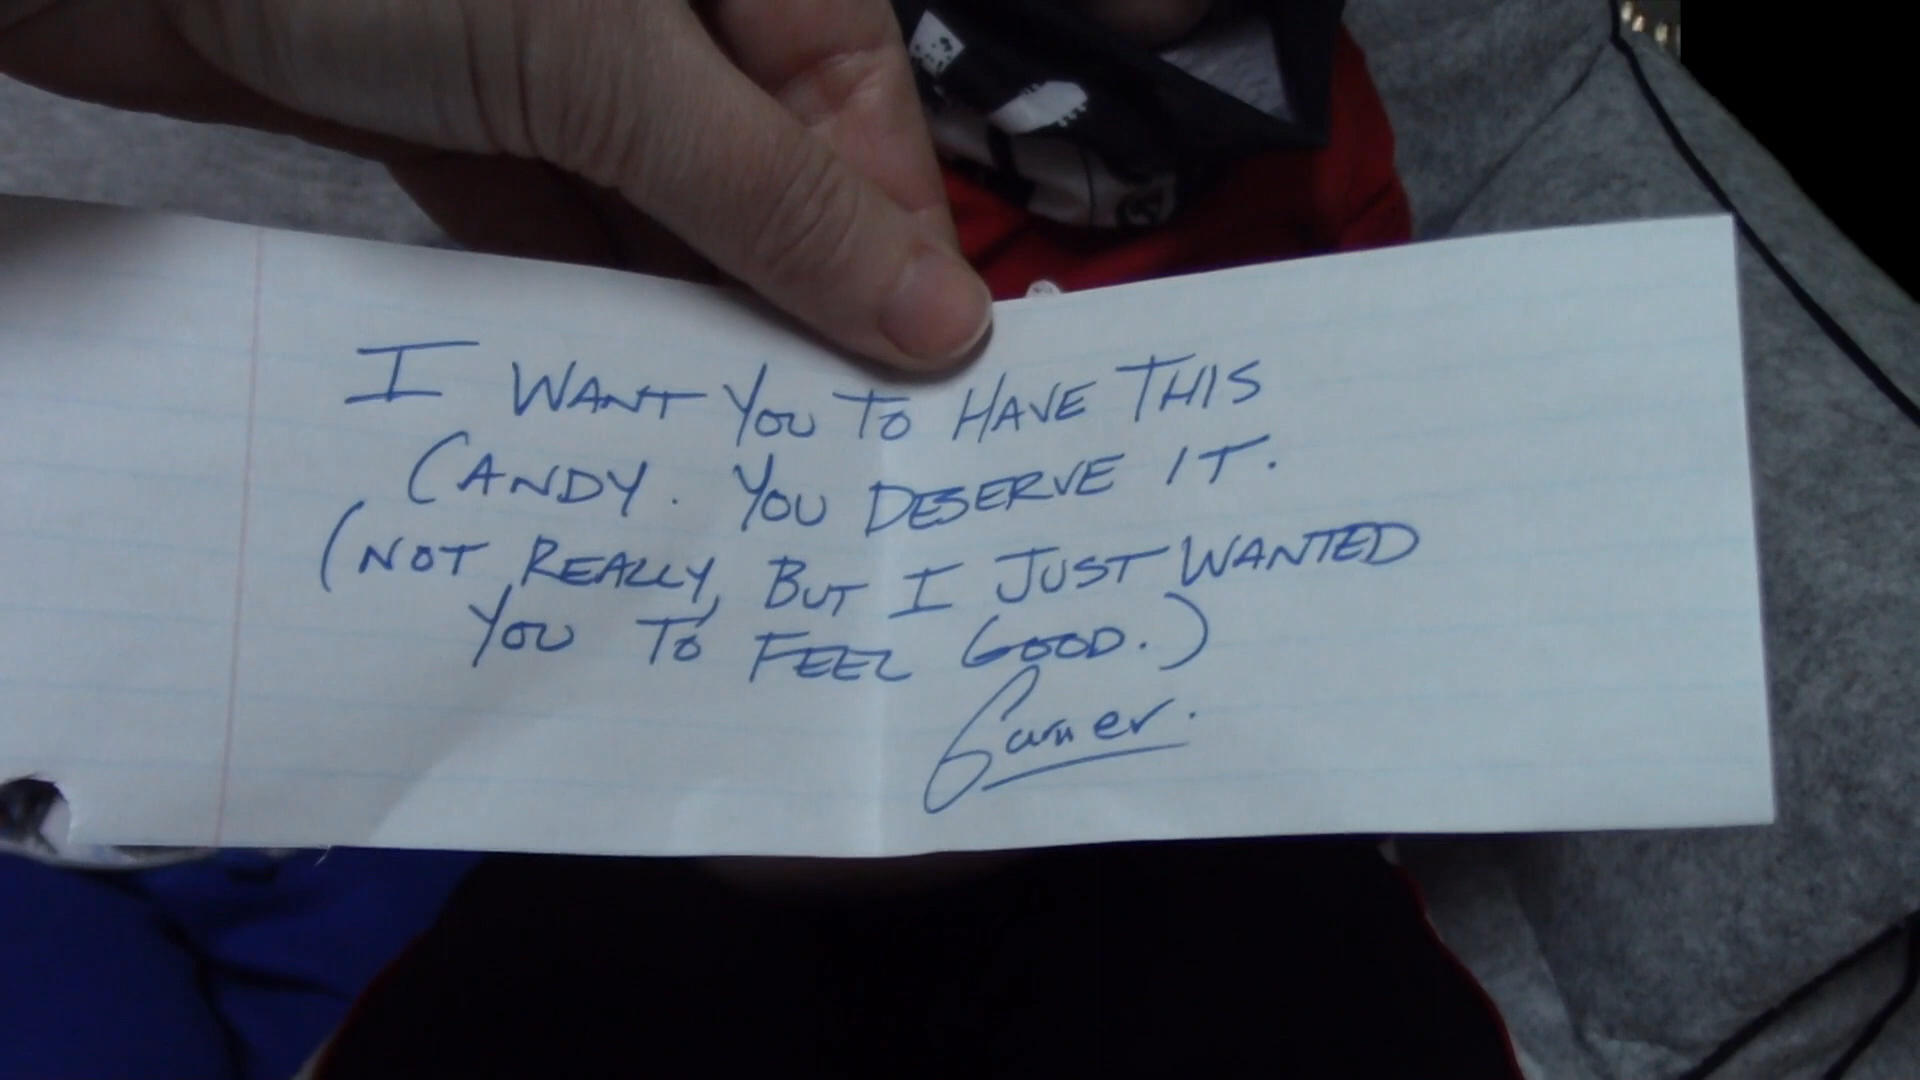 I WANT YOU TO HAVE THIS
CANDY. YOU DESERVE IT.
(NOT REALLY, BUT I JUST WANTED
YOU TO FEEL GOOD.)